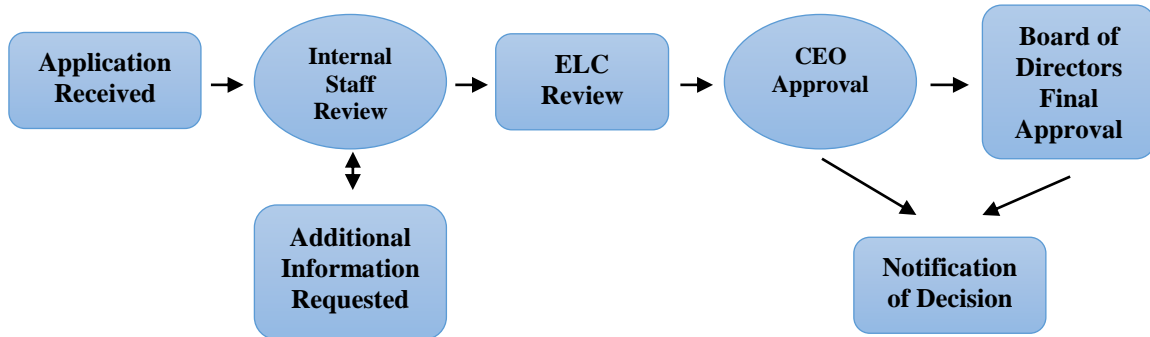 Application
Received
Internal
Staff
Review
ELC
Review
CEO
Approval
Board of
Directors
Final
Approval
Additional
Information
Requested
Notification
of Decision